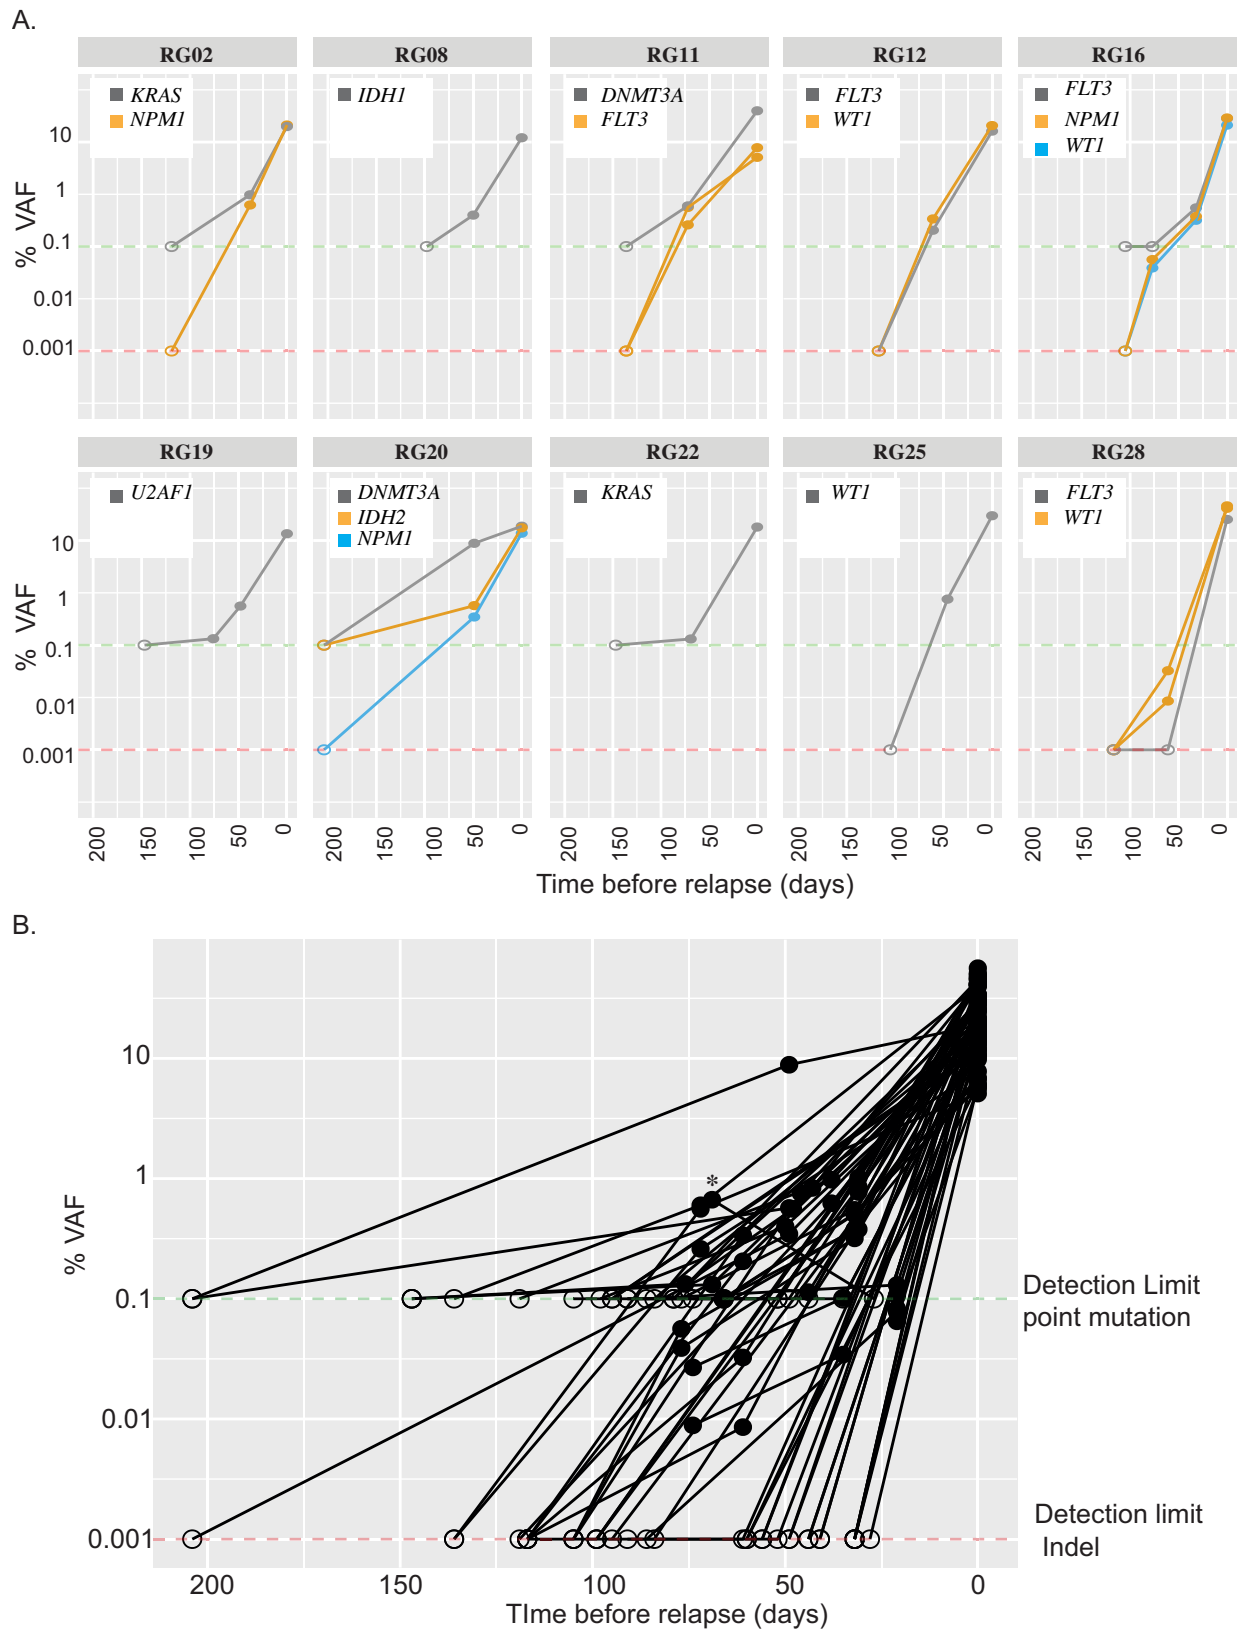 A.
RG02 RG08 RG11 RG12 RG16
KRAS
NPM1
IDH1
DNMT3A
FLT3
FLT3
WT1
FLT3
NPM1
WT1
% VAF
10
1
0.1
0.01
0.001
RG19 RG20 RG22 RG25 RG28
U2AF1
DNMT3A
IDH2
NPM1
KRAS
WT1
FLT3
WT1
% VAF
10
1
0.1
0.01
0.001
200 150 100 50 0 200 150 100 50 0 200 150 100 50 0 200 150 100 50 0 200 150 100 50 0
Time before relapse (days)
B.
% VAF
10
1
*
0.1
0.01
0.001
Detection Limit
point mutation
Detection limit
Indel
200 150 100 50 0
TIme before relapse (days)